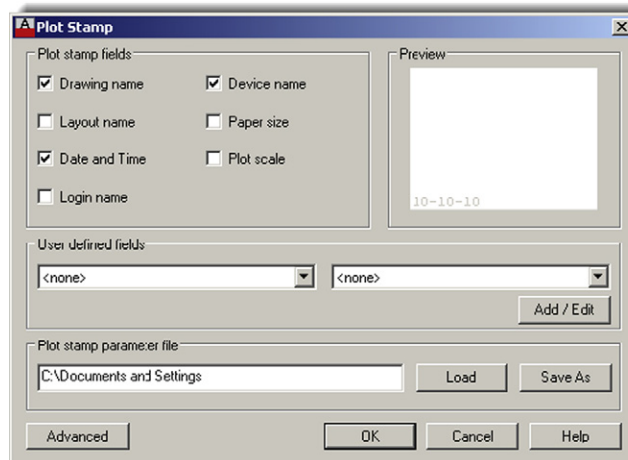 Plot Stamp
Plot stamp fields
Drawing name
Device name
Layout name
Paper size
Date and Time
Plot scale
Login name
Preview
10-10-10
User defined fields
<none>
<none>
Add / Edit
Plot stamp parameter file
C:\Documents and Settings
Load
Save As
Advanced
OK
Cancel
Help